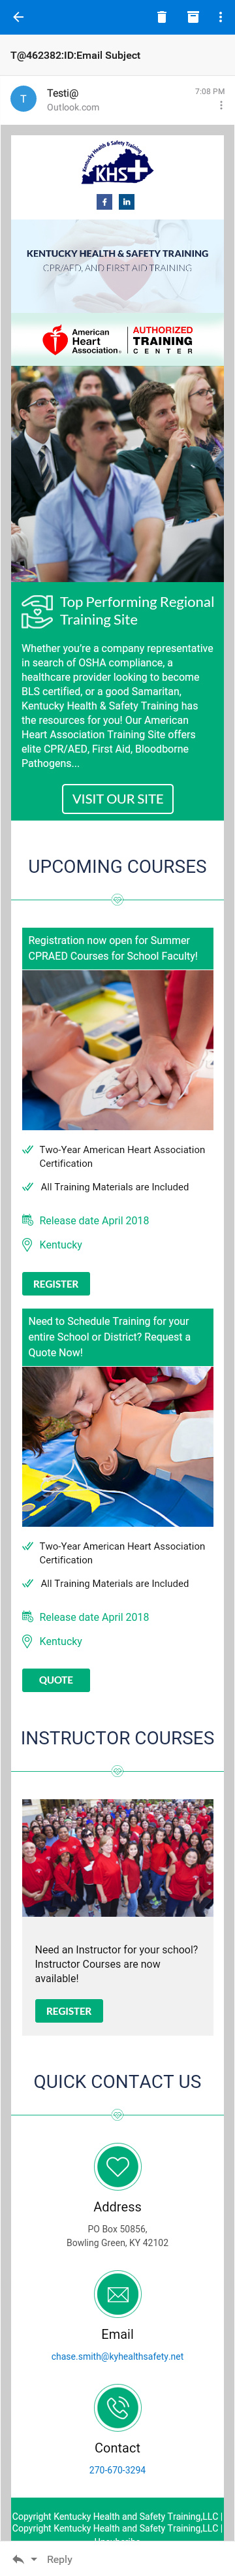 T@462382:ID:Email Subject
T
Testi@
7:08 PM
Outlook.com
Kentucky Health & Safety Training
KHS+
f
in
KENTUCKY HEALTH & SAFETY TRAINING
CPR/AED, AND FIRST AID TRAINING
American
Heart
Association®
AUTHORIZED
TRAINING
CENTER
Top Performing Regional
Training Site
Whether you're a company representative
in search of OSHA compliance, a
healthcare provider looking to become
BLS certified, or a good Samaritan,
Kentucky Health & Safety Training has
the resources for you! Our American
Heart Association Training Site offers
elite CPR/AED, First Aid, Bloodborne
Pathogens...
VISIT OUR SITE
UPCOMING COURSES
Registration now open for Summer
CPRAED Courses for School Faculty!
Two-Year American Heart Association
Certification
All Training Materials are Included
Release date April 2018
Kentucky
REGISTER
Need to Schedule Training for your
entire School or District? Request a
Quote Now!
Two-Year American Heart Association
Certification
All Training Materials are Included
Release date April 2018
Kentucky
QUOTE
INSTRUCTOR COURSES
Need an Instructor for your school?
Instructor Courses are now
available!
REGISTER
QUICK CONTACT US
Address
PO Box 50856,
Bowling Green, KY 42102
Email
chase.smith@kyhealthsafety.net
Contact
270-670-3294
Copyright Kentucky Health and Safety Training,LLC |
Copyright Kentucky Health and Safety Training,LLC |
Reply